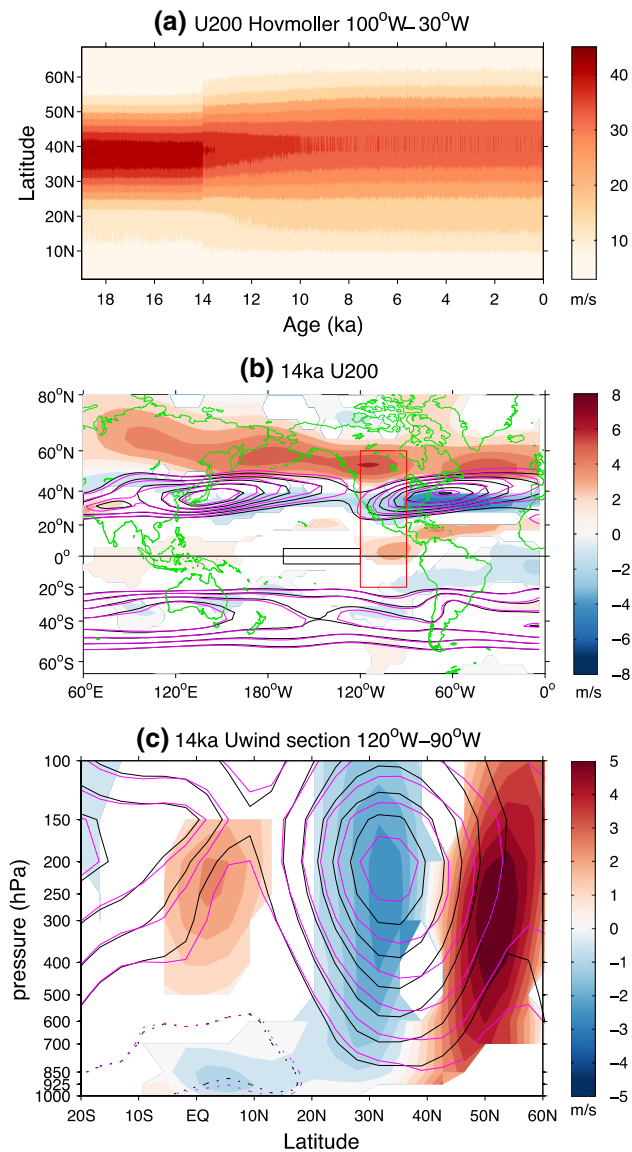 (a) U200 Hovmoller 100°W–30°W
Latitude
60N
50N
40N
30N
20N
10N
18 16 14 12 10 8 6 4 2 0
Age (ka)
40
30
20
10
m/s
(b) 14ka U200
80°N
60°N
40°N
20°N
0°
20°S
40°S
60°S
60°E 120°E 180°W 120°W 60°W 0°
8
6
4
2
0
−2
−4
−6
−8
m/s
(c) 14ka Uwind section 120°W–90°W
pressure (hPa)
100
150
200
250
300
400
500
600
700
850
925
1000
20S 10S EQ 10N 20N 30N 40N 50N 60N
Latitude
5
4
3
2
1
0
−1
−2
−3
−4
−5
m/s